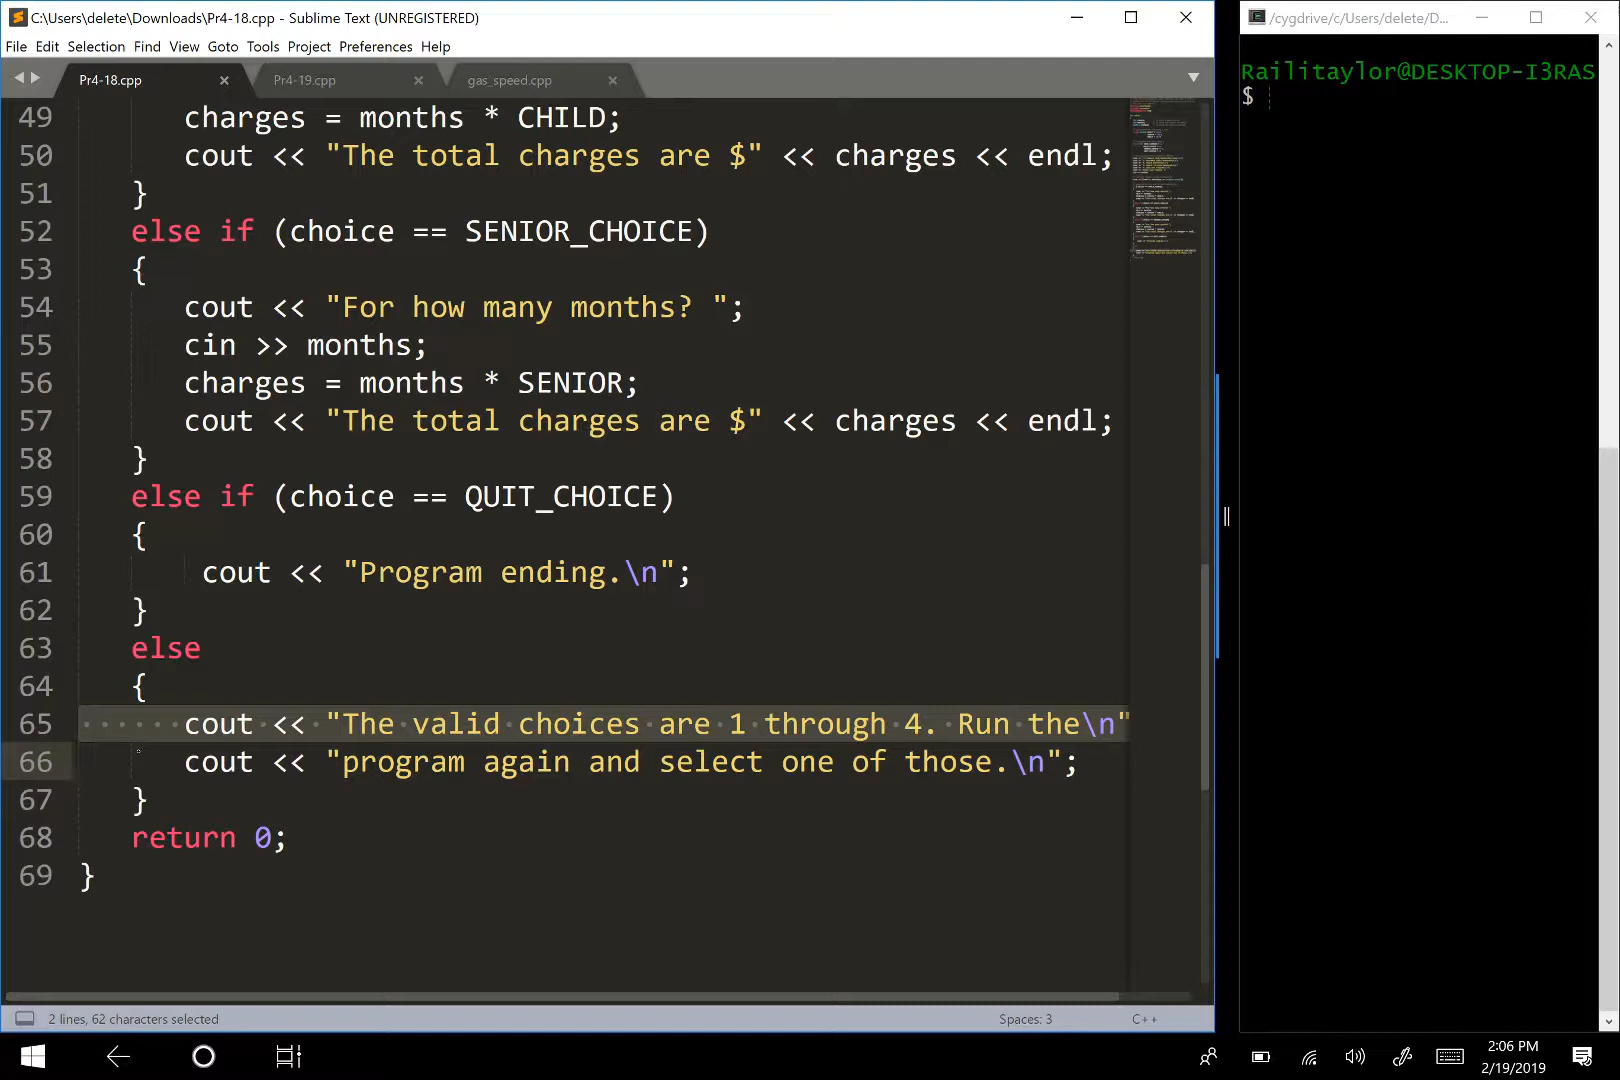 C:\Users\delete\Downloads\Pr4-18.cpp - Sublime Text (UNREGISTERED)
File Edit Selection Find View Goto Tools Project Preferences Help
Pr4-18.cpp Pr4-19.cpp gas_speed.cpp
49 charges = months * CHILD;
50 cout << "The total charges are $" << charges << endl;
51 }
52 else if (choice == SENIOR_CHOICE)
53 {
54 cout << "For how many months? ";
55 cin >> months;
56 charges = months * SENIOR;
57 cout << "The total charges are $" << charges << endl;
58 }
59 else if (choice == QUIT_CHOICE)
60 {
61 cout << "Program ending.\n";
62 }
63 else
64 {
65 cout << "The valid choices are 1 through 4. Run the\n"
66 cout << "program again and select one of those.\n";
67 }
68 return 0;
69 }
2 lines, 62 characters selected Spaces: 3 C++
/cygdrive/c/Users/delete/D...
Railitaylor@DESKTOP-I3RAS
$
2:06 PM
2/19/2019